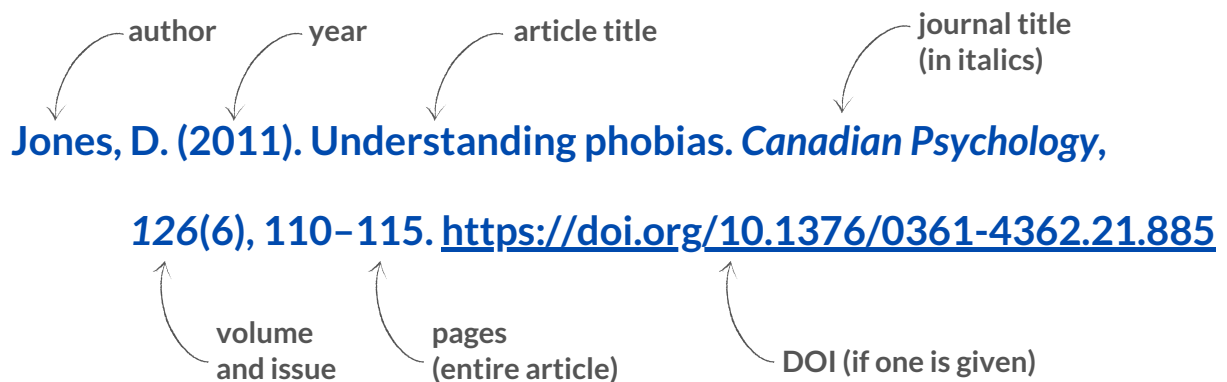 author year article title journal title
(in italics)
Jones, D. (2011). Understanding phobias. Canadian Psychology,
126(6), 110–115. https://doi.org/10.1376/0361-4362.21.885
volume
and issue
pages
(entire article)
DOI (if one is given)